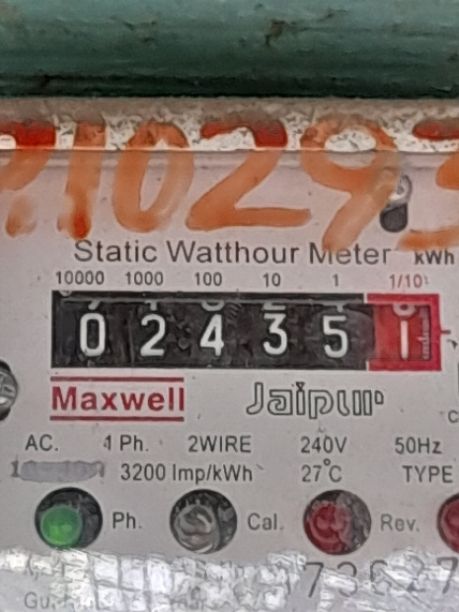 1029
Static Watthour Meter kWh
10000 1000 100 10 1 1/10
0 2 4 3 5 1
Maxwell Jaipur
AC. 1 Ph. 2WIRE 240V 50Hz
3200 Imp/kWh 27°C TYPE
Ph. Cal. Rev.